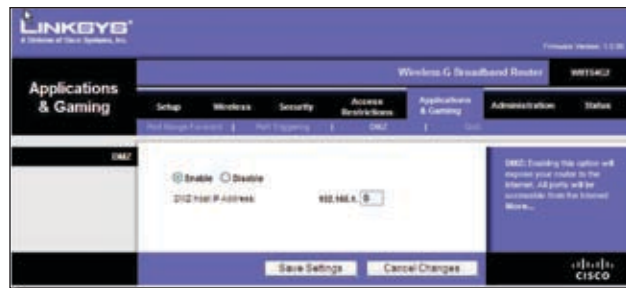 LINKSYS®
A Division of Cisco Systems, Inc.
Firmware Version: 1.0.00
Wireless-G Broadband Router
WRT54G2
Applications & Gaming
Setup
Wireless
Security
Access Restrictions
Applications & Gaming
Administration
Status
Port Range Forward | Port Triggering | DMZ | QoS
DMZ
Enable Disable
DMZ Host IP Address: 192.168.1. 0
DMZ: Enabling this option will
expose your router to the
Internet. All ports will be
accessible from the Internet
More...
Save Settings
Cancel Changes
CISCO